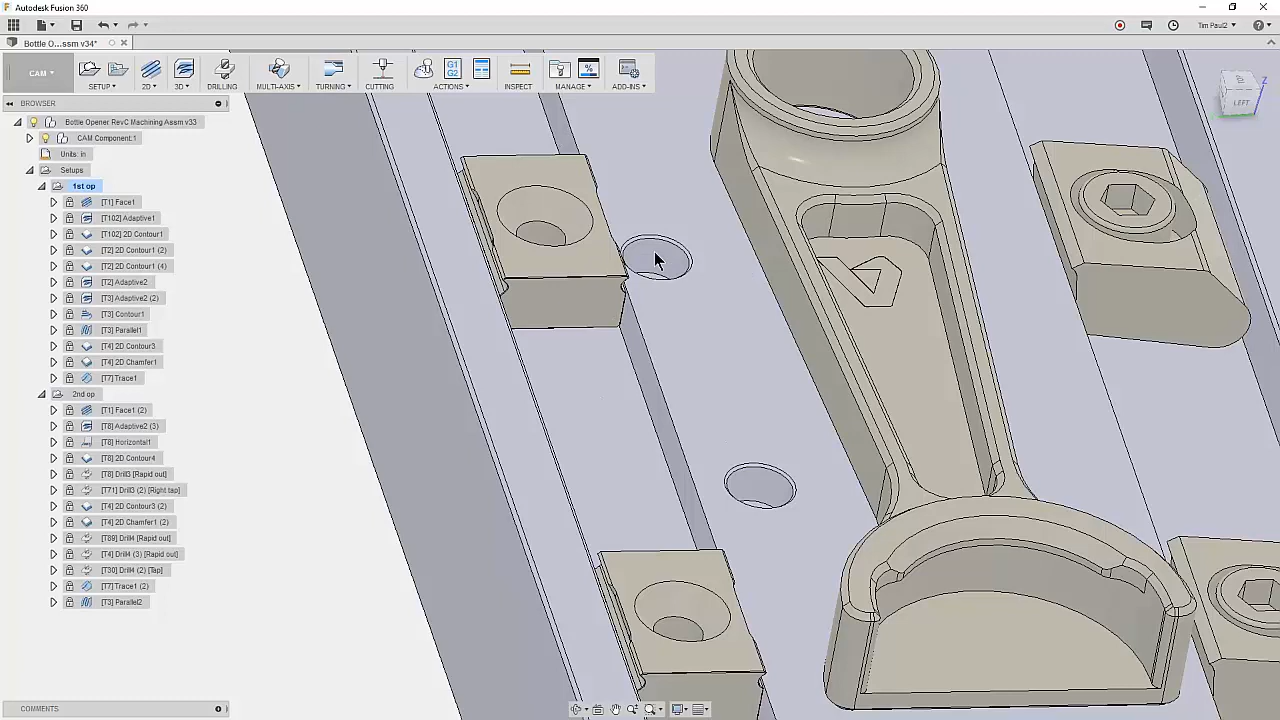 Autodesk Fusion 360
Tim Paul2
Bottle O...ssm v34*
CAM
SETUP
2D
3D
DRILLING
MULTI-AXIS
TURNING
CUTTING
G1
G2
ACTIONS
INSPECT
MANAGE
ADD-INS
LEFT
Z
BROWSER
Bottle Opener RevC Machining Assm v33
CAM Component:1
Units: in
Setups
1st op
[T1] Face1
[T102] Adaptive1
[T102] 2D Contour1
[T2] 2D Contour1 (2)
[T2] 2D Contour1 (4)
[T2] Adaptive2
[T3] Adaptive2 (2)
[T3] Contour1
[T3] Parallel1
[T4] 2D Contour3
[T4] 2D Chamfer1
[T7] Trace1
2nd op
[T1] Face1 (2)
[T8] Adaptive2 (3)
[T8] Horizontal1
[T8] 2D Contour4
[T8] Drill3 [Rapid out]
[T71] Drill3 (2) [Right tap]
[T4] 2D Contour3 (2)
[T4] 2D Chamfer1 (2)
[T89] Drill4 [Rapid out]
[T4] Drill4 (3) [Rapid out]
[T30] Drill4 (2) [Tap]
[T7] Trace1 (2)
[T3] Parallel2
COMMENTS